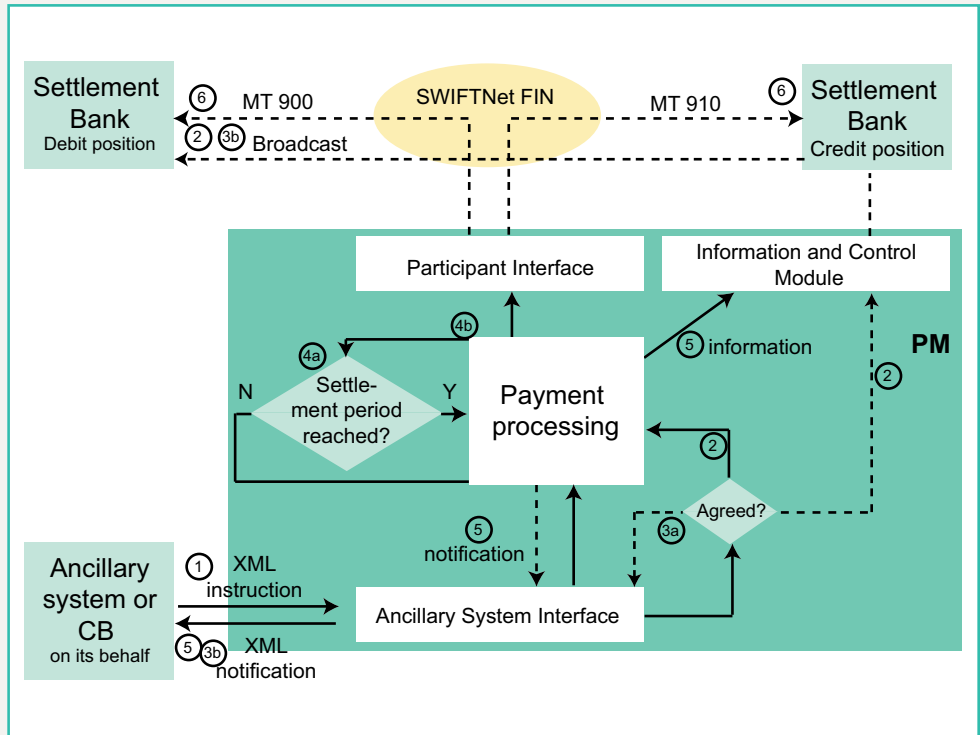 Settlement
Bank
Debit position
6
MT 900
2
3b
Broadcast
SWIFTNet FIN
MT 910
6
Settlement
Bank
Credit position
Participant Interface
Information and Control
Module
PM
4b
4a
N
Settle-
ment period
reached?
Y
Payment
processing
5
information
2
2
Agreed?
3a
5
notification
Ancillary
system or
CB
on its behalf
1
XML
instruction
5
3b
XML
notification
Ancillary System Interface